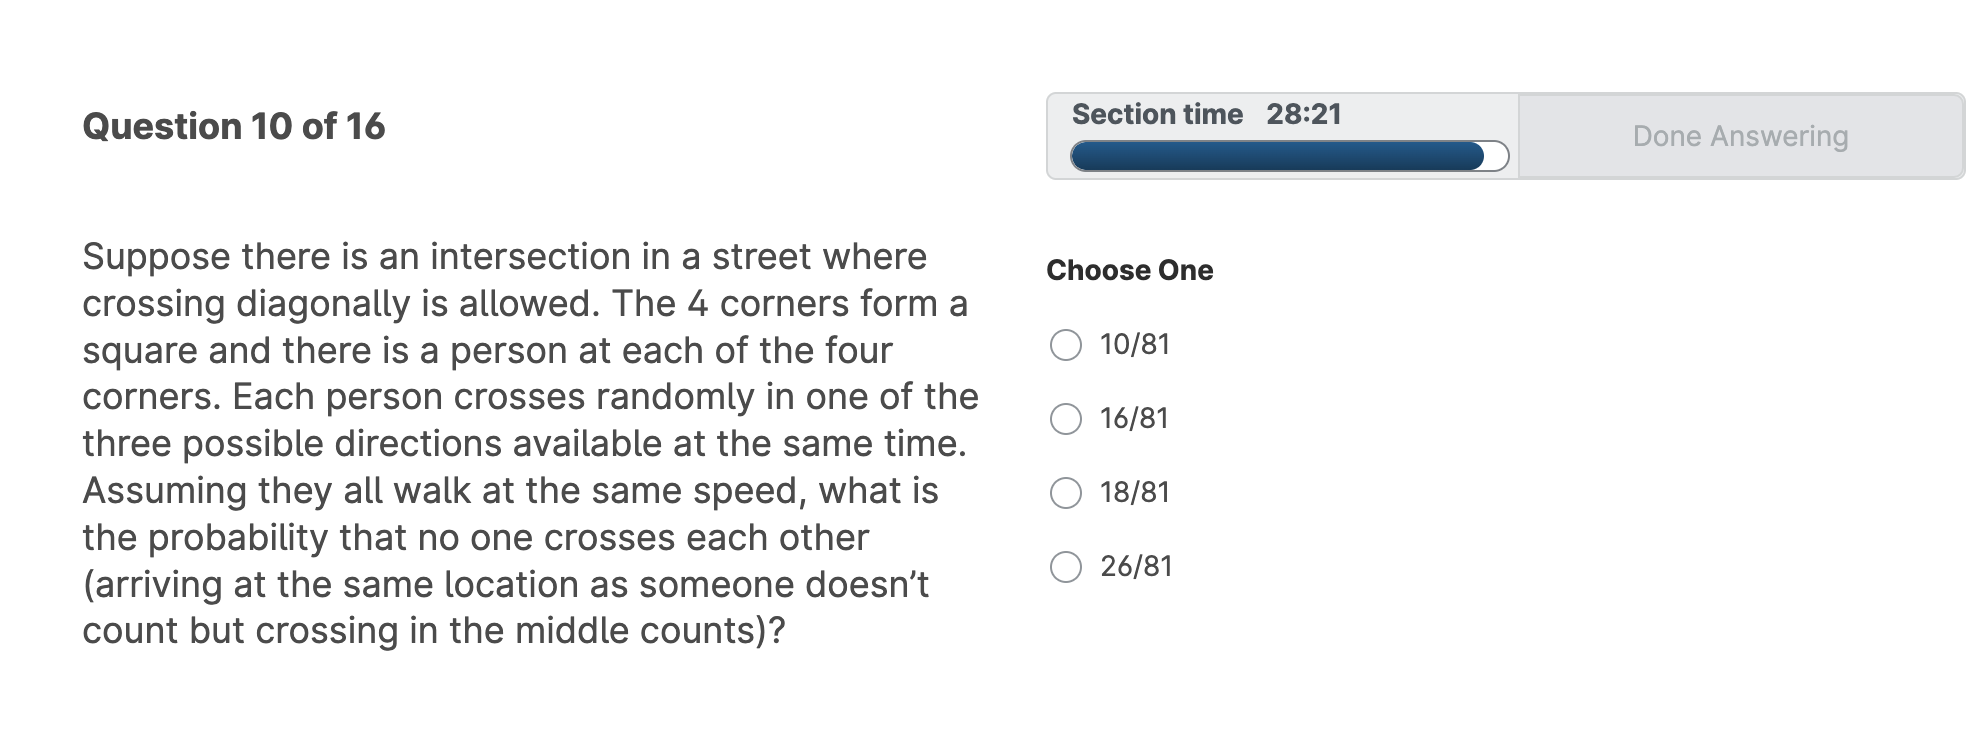 Question 10 of 16
Section time 28:21
Done Answering
Suppose there is an intersection in a street where
crossing diagonally is allowed. The 4 corners form a
square and there is a person at each of the four
corners. Each person crosses randomly in one of the
three possible directions available at the same time.
Assuming they all walk at the same speed, what is
the probability that no one crosses each other
(arriving at the same location as someone doesn’t
count but crossing in the middle counts)?
Choose One
10/81
16/81
18/81
26/81